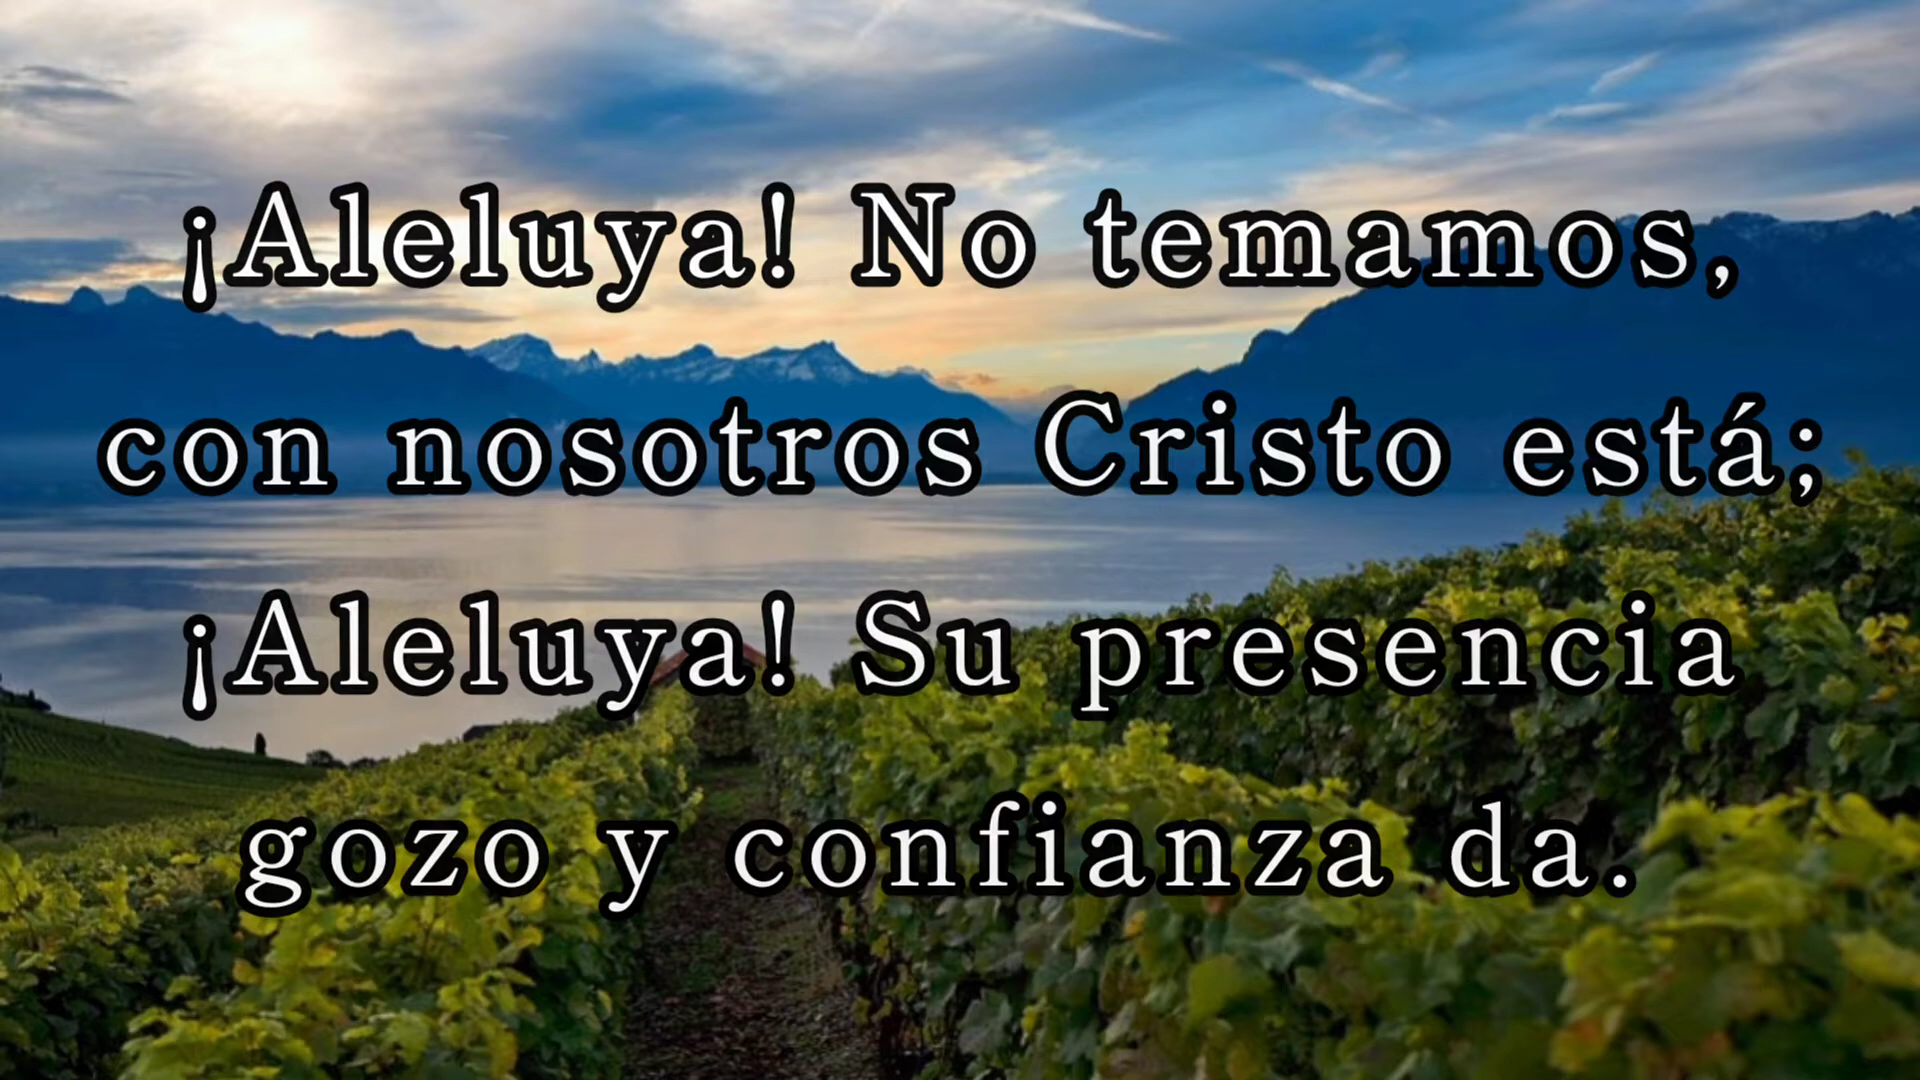 ¡Aleluya! No temamos,
con nosotros Cristo está;
¡Aleluya! Su presencia
gozo y confianza da.